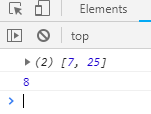 Elements
top
(2) [7, 25]
8